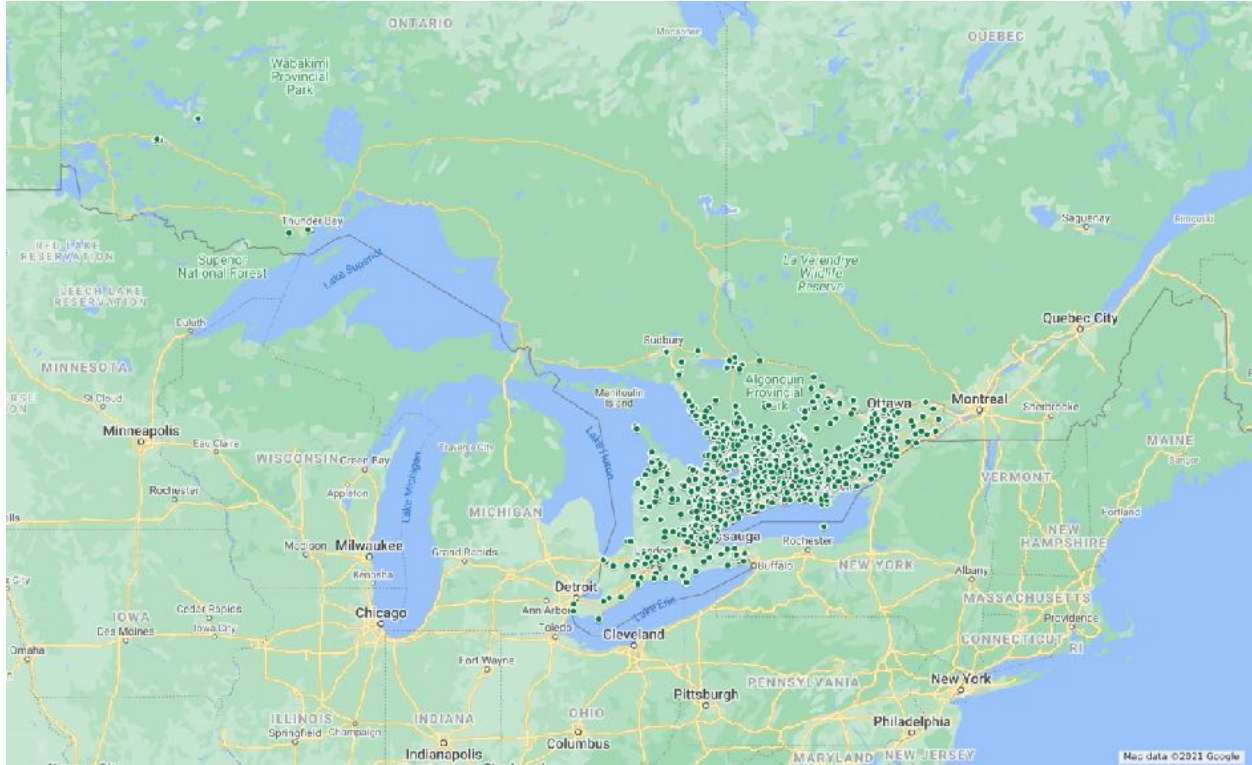 ONTARIO
Wabakimi
Provincial
Park
QUEBEC
Thunder Bay
RED LAKE
RESERVATION
Superior
National Forest
LEECH LAKE
RESERVATION
Lake Superior
Duluth
Saguenay
Rimouski
La Verendrye
Wildlife
Reserve
Quebec City
MINNESOTA
St Cloud
Minneapolis
Eau Claire
WISCONSIN
Green Bay
Appleton
Rochester
Sudbury
Manitoulin
Island
Algonquin
Provincial
Park
Ottawa
Montreal
Sherbrooke
MAINE
Bangor
Traverse City
Lake Huron
Lake Michigan
MICHIGAN
VERMONT
Portland
NEW
HAMPSHIRE
Madison
Milwaukee
Kenosha
Grand Rapids
London
ssauga
Rochester
Buffalo
NEW YORK
Albany
MASSACHUSETTS
Detroit
Ann Arbor
Lake Erie
Toledo
Cleveland
Chicago
IOWA
Cedar Rapids
Iowa City
Des Moines
Omaha
Providence
CONNECTICUT
RI
Fort Wayne
PENNSYLVANIA
New York
Pittsburgh
Philadelphia
ILLINOIS
Springfield
Champaign
INDIANA
Indianapolis
OHIO
Columbus
MARYLAND
NEW JERSEY
Map data ©2021 Google